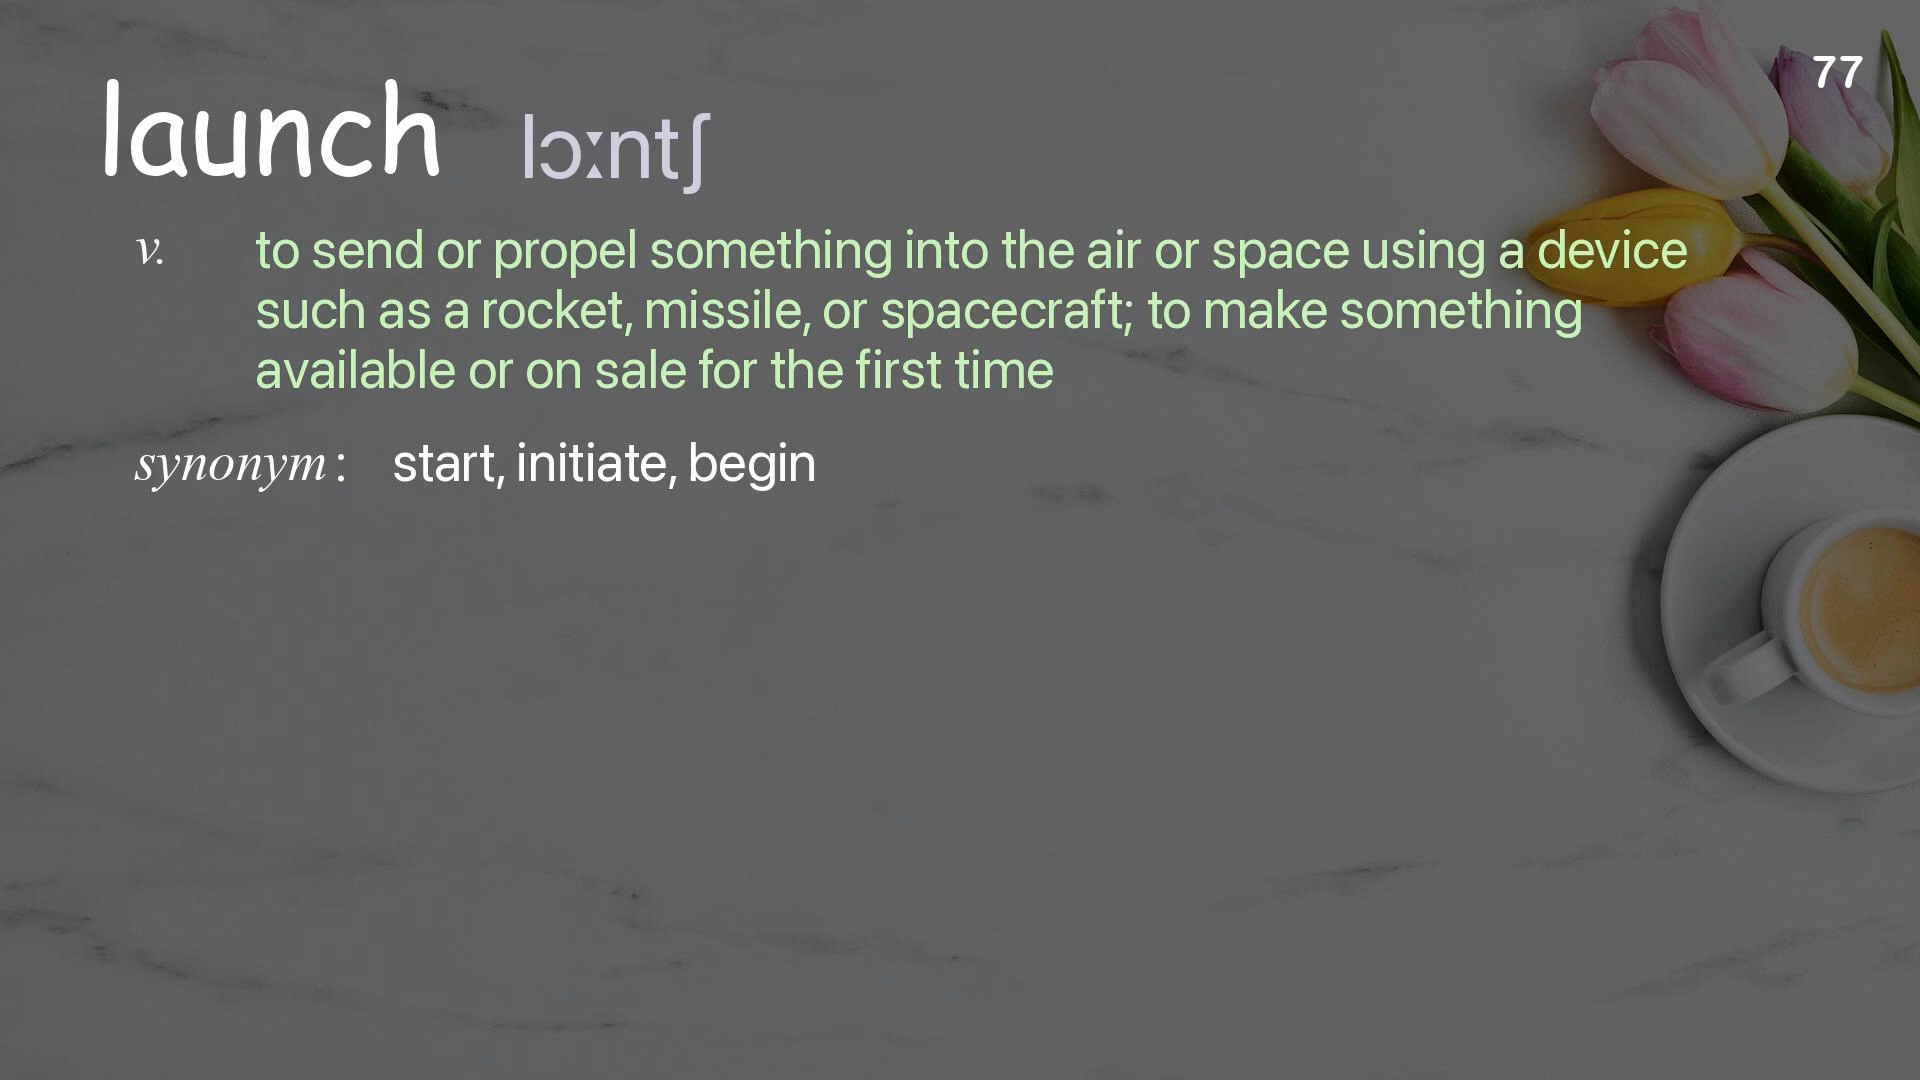 77
launch lɔːntʃ
v. to send or propel something into the air or space using a device
such as a rocket, missile, or spacecraft; to make something
available or on sale for the first time
synonym : start, initiate, begin